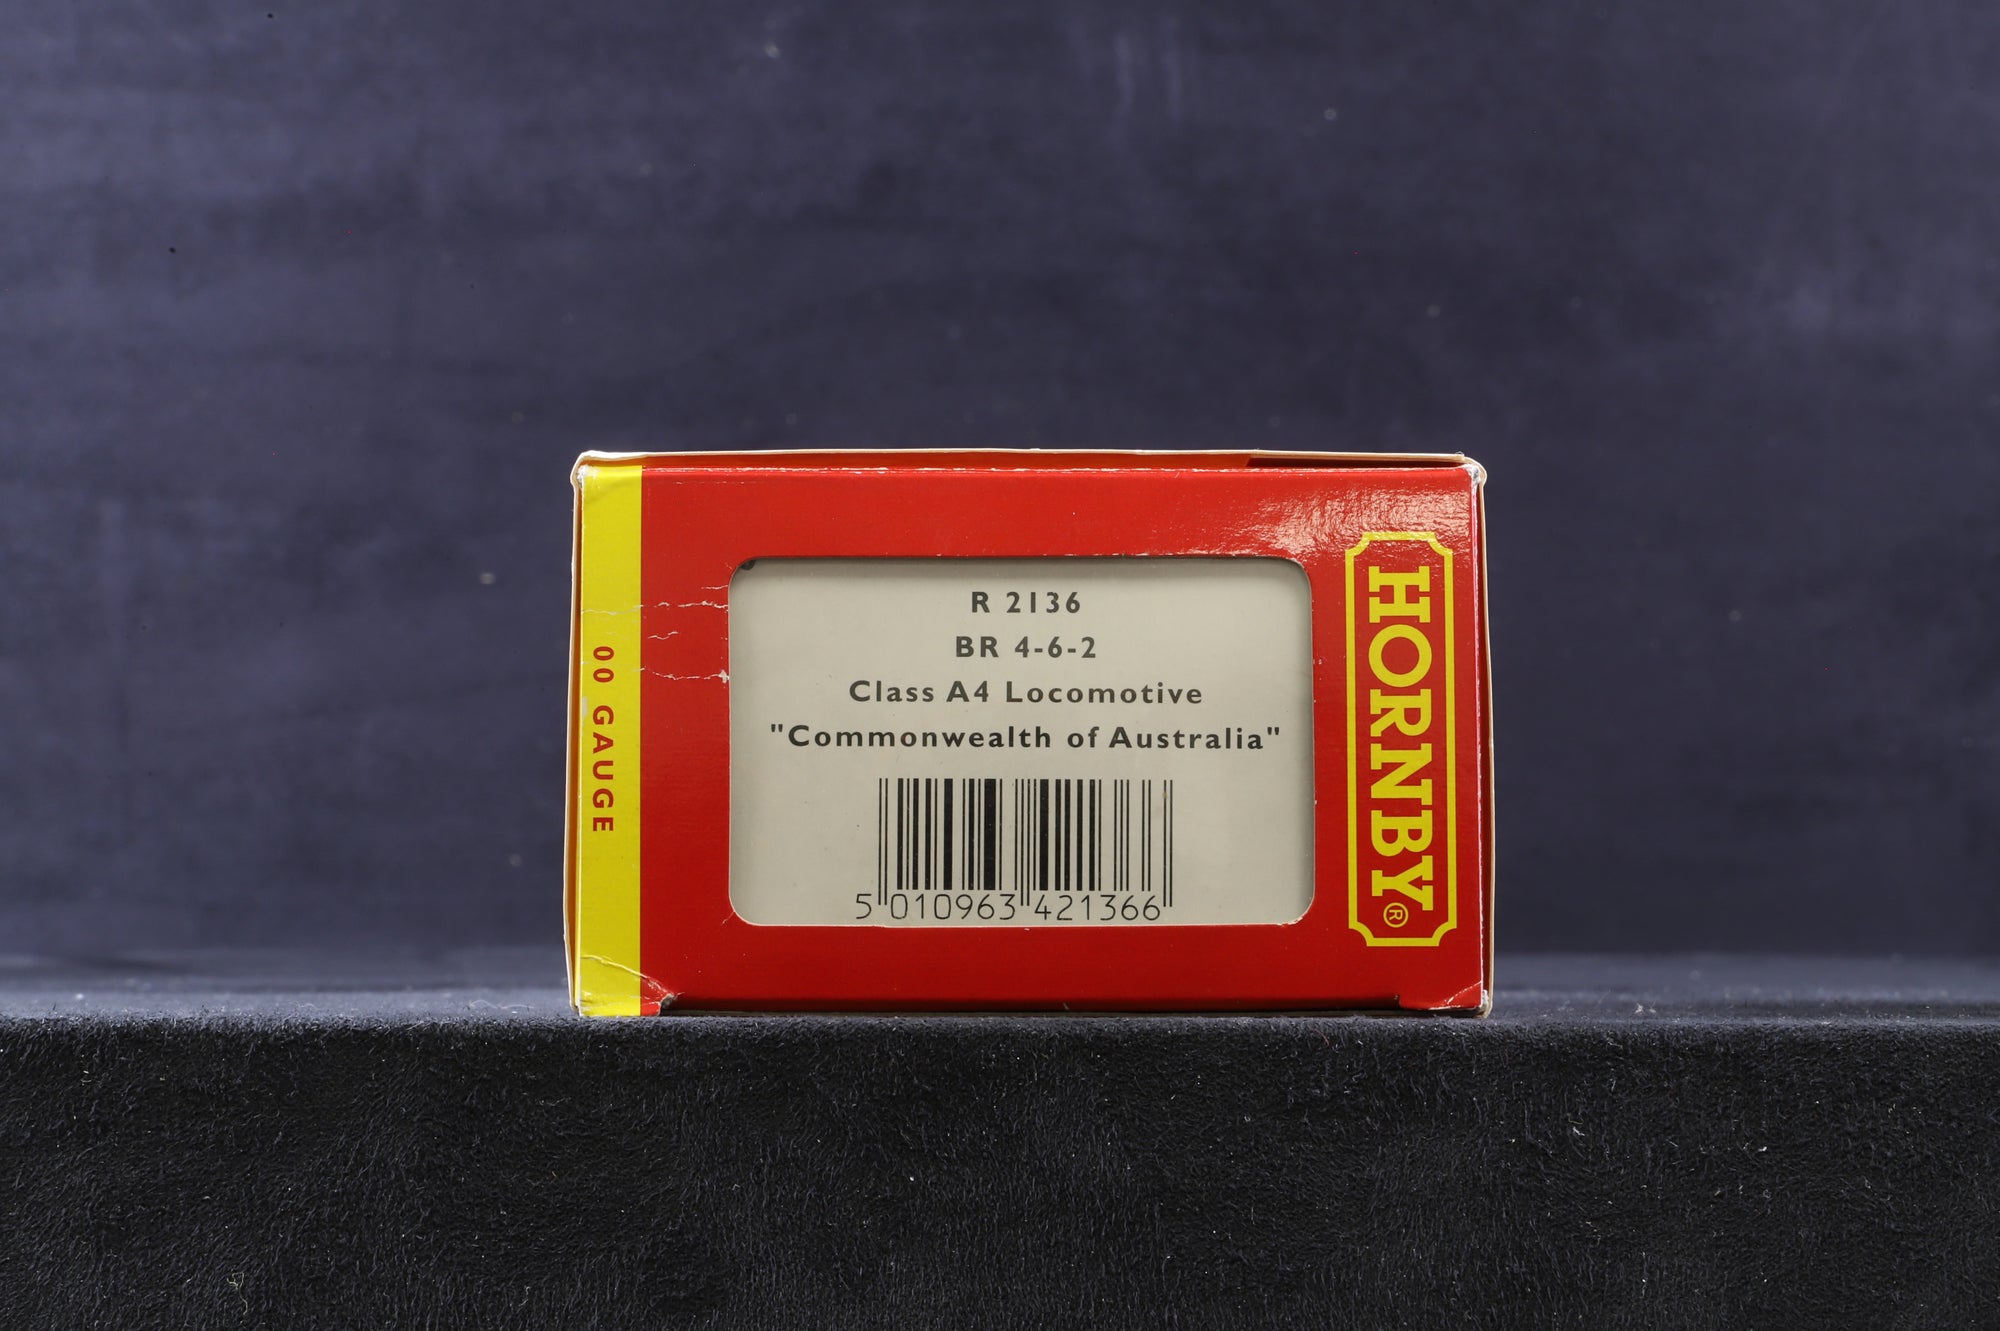 R 2136
BR 4-6-2
Class A4 Locomotive
"Commonwealth of Australia"
5 010963 421366
00 GAUGE
HORNBY®